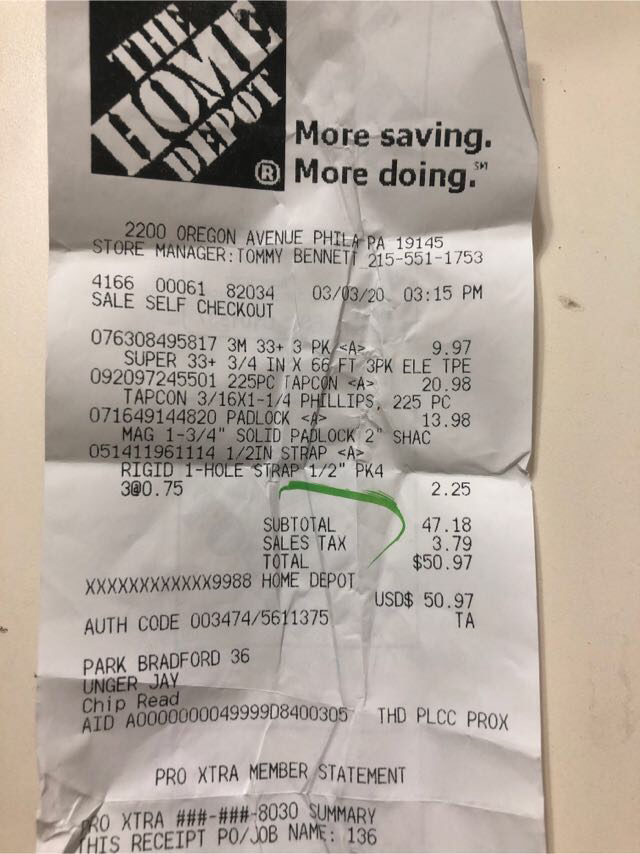 THE
HOME
DEPOT
®
More saving.
More doing.℠
2200 OREGON AVENUE PHILA PA 19145
STORE MANAGER:TOMMY BENNETT 215-551-1753
4166 00061 82034 03/03/20 03:15 PM
SALE SELF CHECKOUT
076308495817 3M 33+ 3 PK <A> 9.97
SUPER 33+ 3/4 IN X 66 FT 3PK ELE TPE
092097245501 225PC TAPCON <A> 20.98
TAPCON 3/16X1-1/4 PHILLIPS, 225 PC
071649144820 PADLOCK <A> 13.98
MAG 1-3/4" SOLID PADLOCK 2" SHAC
051411961114 1/2IN STRAP <A>
RIGID 1-HOLE STRAP 1/2" PK4
3@0.75 2.25
SUBTOTAL 47.18
SALES TAX 3.79
TOTAL $50.97
XXXXXXXXXXXX9988 HOME DEPOT
USD$ 50.97
AUTH CODE 003474/5611375 TA
PARK BRADFORD 36
UNGER JAY
Chip Read
AID A0000000049999D8400305 THD PLCC PROX
PRO XTRA MEMBER STATEMENT
PRO XTRA ###-###-8030 SUMMARY
THIS RECEIPT PO/JOB NAME: 136